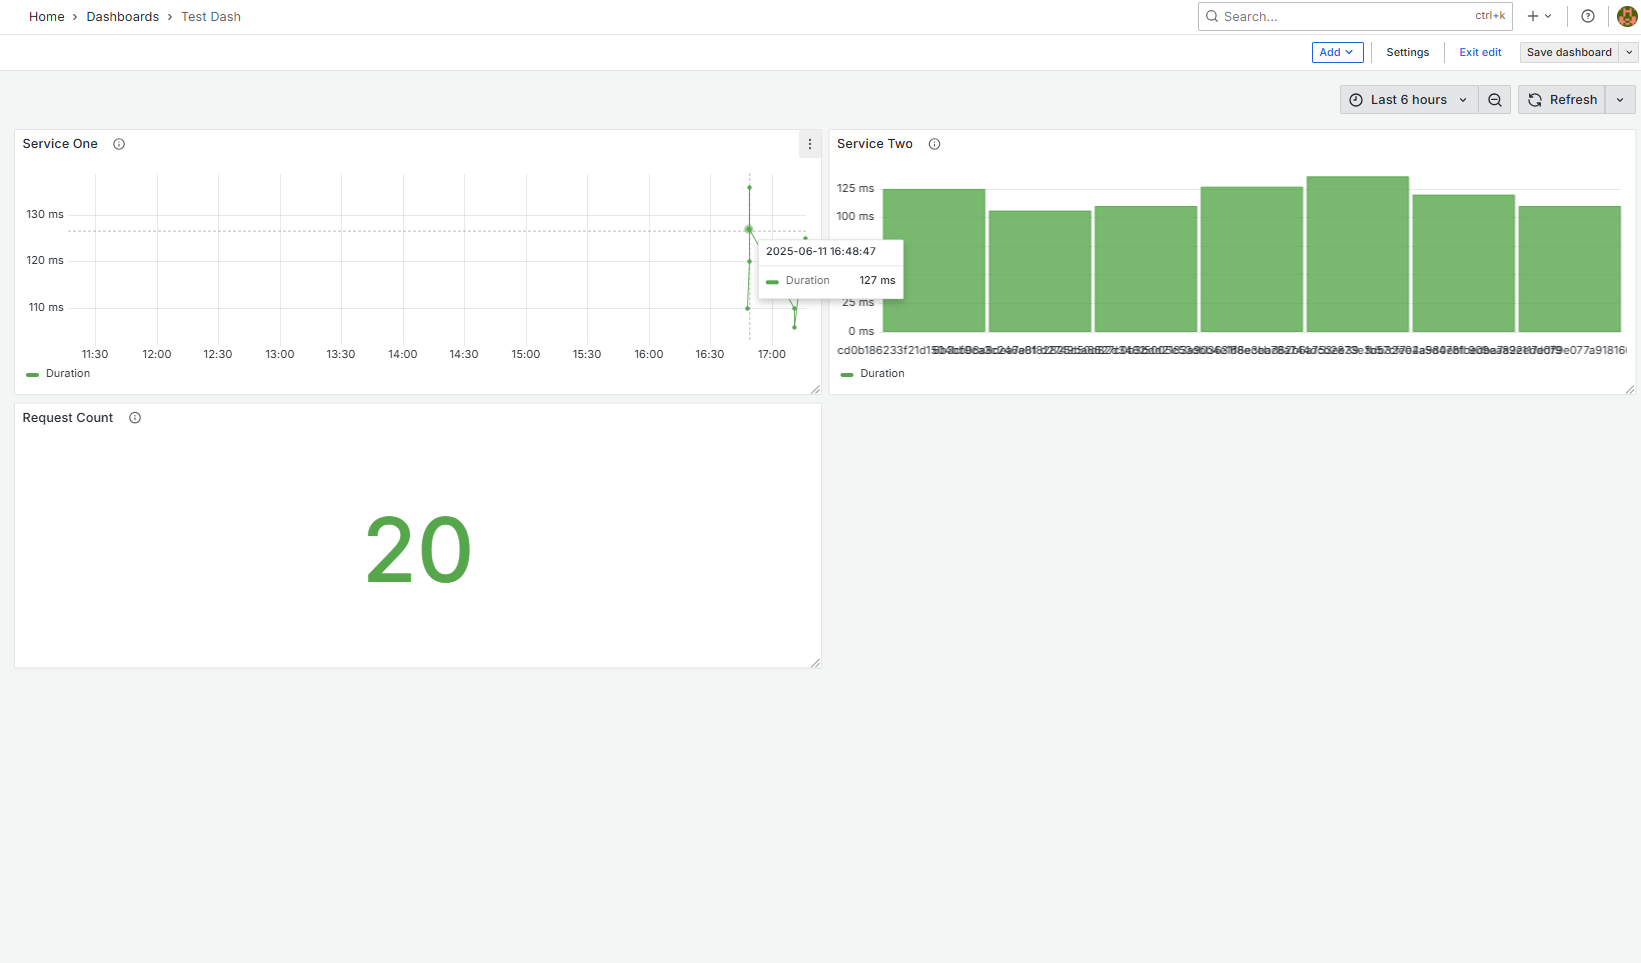 Home > Dashboards > Test Dash
Search...
ctrl+k
Add
Settings
Exit edit
Save dashboard
Last 6 hours
Refresh
Service One
130 ms
120 ms
110 ms
11:30 12:00 12:30 13:00 13:30 14:00 14:30 15:00 15:30 16:00 16:30 17:00
Duration
2025-06-11 16:48:47
Duration 127 ms
Service Two
125 ms
100 ms
25 ms
0 ms
Duration
Request Count
20